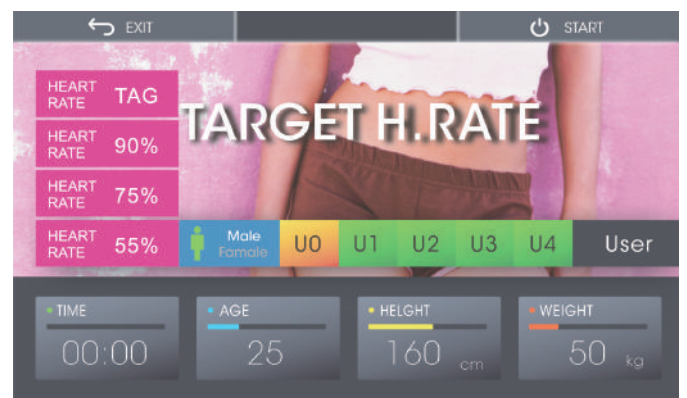 EXIT
START
HEART RATE TAG
TARGET H.RATE
HEART RATE 90%
HEART RATE 75%
HEART RATE 55%
Male
Famale
U0 U1 U2 U3 U4 User
TIME
00:00
AGE
25
HELGHT
160 cm
WEIGHT
50 kg